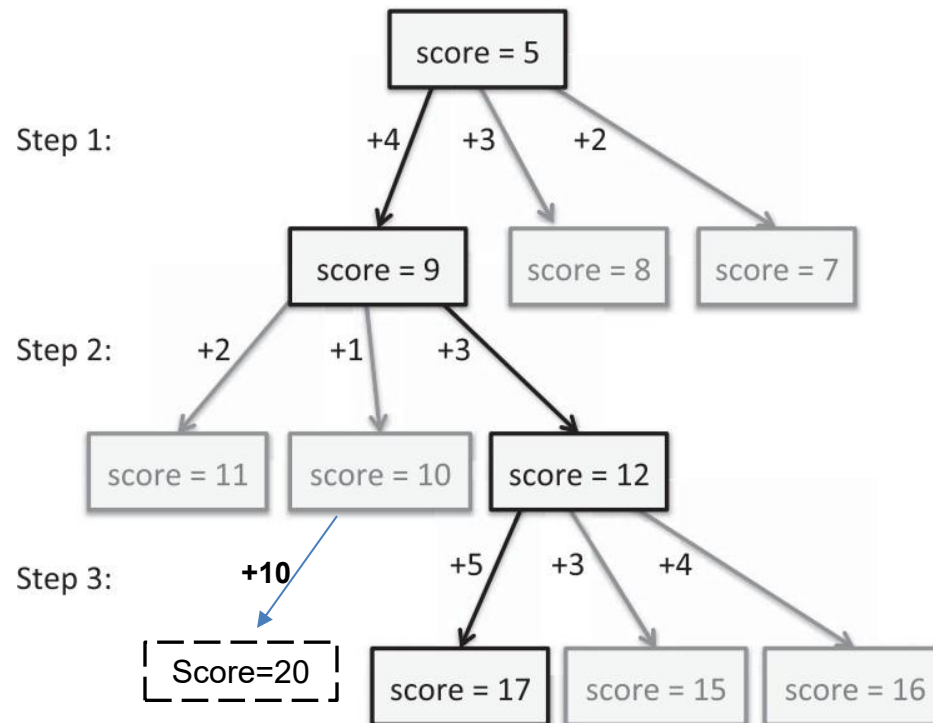 score = 5
Step 1:
+4
+3
+2
score = 9
score = 8
score = 7
Step 2:
+2
+1
+3
score = 11
score = 10
score = 12
Step 3:
+10
+5
+3
+4
Score=20
score = 17
score = 15
score = 16